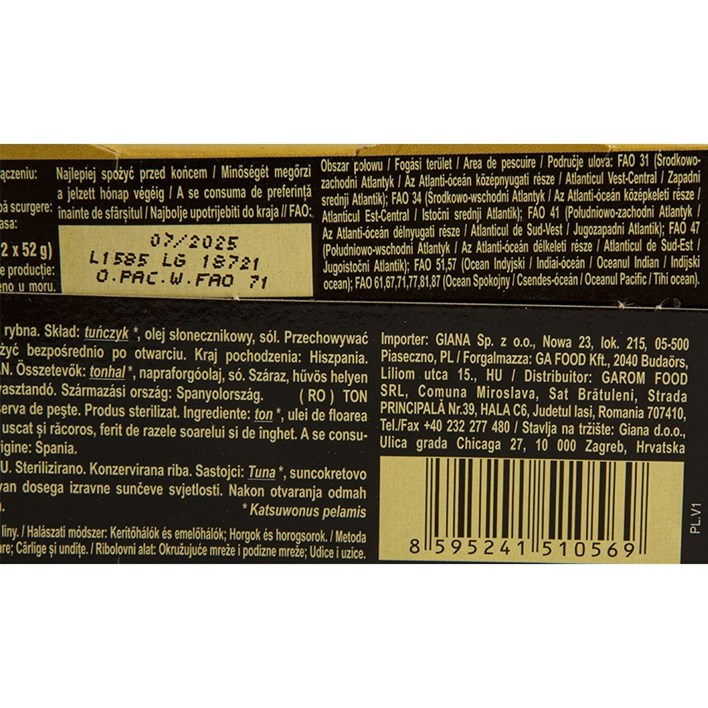 Najlepiej spożyć przed końcem / Minőségét megőrzi
a jelzett hónap végéig / A se consuma de preferință
înainte de sfârșitul / Najbolje upotrijebiti do kraja // FAO:
07/2025
L1585 LG 18721
O.PAC.W.FAO 71
scurgere:
2 x 52 g)
e producție:
eno u moru.
Obszar połowu / Fogási terület / Area de pescuire / Područje ulova: FAO 31 (Środkowo-
zachodni Atlantyk / Az Atlanti-óceán középnyugati része / Atlanticul Vest-Central / Zapadni
srednji Atlantik); FAO 34 (Środkowo-wschodni Atlantyk / Az Atlanti-óceán középkeleti része /
Atlanticul Est-Central / Istočni srednji Atlantik); FAO 41 (Południowo-zachodni Atlantyk /
Az Atlanti-óceán délnyugati része / Atlanticul de Sud-Vest / Jugozapadni Atlantik); FAO 47
(Południowo-wschodni Atlantyk / Az Atlanti-óceán délkeleti része / Atlanticul de Sud-Est /
Jugoistočni Atlantik); FAO 51,57 (Ocean Indyjski / Indiai-óceán / Oceanul Indian / Indijski
ocean); FAO 61,67,71,77,81,87 (Ocean Spokojny / Csendes-óceán / Oceanul Pacific / Tihi ocean).
rybna. Skład: tuńczyk *, olej słonecznikowy, sól. Przechowywać
żyć bezpośrednio po otwarciu. Kraj pochodzenia: Hiszpania.
AN. Összetevők: tonhal *, napraforgóolaj, só. Száraz, hűvös helyen
yasztandó. Származási ország: Spanyolország. ( RO ) TON
serva de pește. Produs sterilizat. Ingrediente: ton *, ulei de floarea
uscat și răcoros, ferit de razele soarelui si de îngheț. A se consu-
rigine: Spania.
U. Sterilizirano. Konzervirana riba. Sastojci: Tuna *, suncokretovo
van dosega izravne sunčeve svjetlosti. Nakon otvaranja odmah
* Katsuwonus pelamis
liny. / Halászati módszer: Kerítőhálók és emelőhálók; Horgok és horogsorok. / Metoda
are; Cârlige și undițe. / Ribolovni alat: Okružujuće mreže i podizne mreže; Udice i uzice.
Importer: GIANA Sp. z o.o., Nowa 23, lok. 215, 05-500
Piaseczno, PL / Forgalmazza: GA FOOD Kft., 2040 Budaörs,
Liliom utca 15., HU / Distribuitor: GAROM FOOD
SRL, Comuna Miroslava, Sat Brătuleni, Strada
PRINCIPALĂ Nr.39, HALA C6, Județul Iasi, Romania 707410,
Tel./Fax +40 232 277 480 / Stavlja na tržište: Giana d.o.o.,
Ulica grada Chicaga 27, 10 000 Zagreb, Hrvatska
8 595241 510569
PL.V1